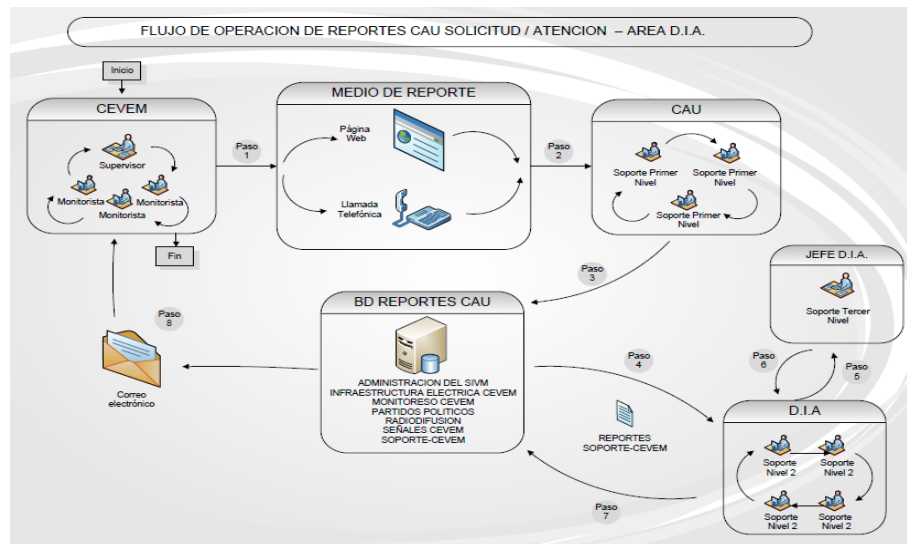 FLUJO DE OPERACION DE REPORTES CAU SOLICITUD / ATENCION – AREA D.I.A.
Inicio
CEVEM
Supervisor
Monitorista
Monitorista
Monitorista
Fin
Paso
1
MEDIO DE REPORTE
Página
Web
Llamada
Telefónica
Paso
2
CAU
Soporte Primer
Nivel
Soporte Primer
Nivel
Soporte Primer
Nivel
Paso
3
BD REPORTES CAU
ADMINISTRACION DEL SIVM
INFRAESTRUCTURA ELECTRICA CEVEM
MONITORESO CEVEM
PARTIDOS POLITICOS
RADIODIFUSION
SEÑALES CEVEM
SOPORTE-CEVEM
Paso
4
REPORTES
SOPORTE-CEVEM
JEFE D.I.A.
Soporte Tercer
Nivel
Paso
6
Paso
5
D.I.A
Soporte
Nivel 2
Soporte
Nivel 2
Soporte
Nivel 2
Soporte
Nivel 2
Paso
7
Paso
8
Correo
electrónico